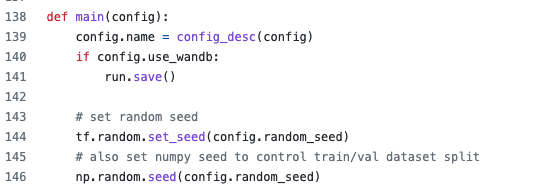 138 def main(config):
139     config.name = config_desc(config)
140     if config.use_wandb:
141         run.save()
142
143     # set random seed
144     tf.random.set_seed(config.random_seed)
145     # also set numpy seed to control train/val dataset split
146     np.random.seed(config.random_seed)